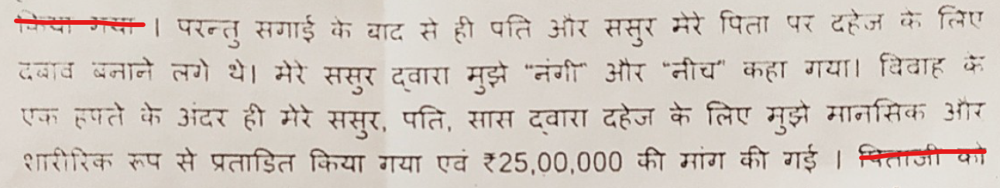 किया गया । परन्तु सगाई के बाद से ही पति और ससुर मेरे पिता पर दहेज के लिए
दबाव बनाने लगे थे। मेरे ससुर द्वारा मुझे "नंगी" और "नीच" कहा गया। विवाह के
एक हफ्ते के अंदर ही मेरे ससुर, पति, सास द्वारा दहेज के लिए मुझे मानसिक और
शारीरिक रूप से प्रताडित किया गया एवं ₹25,00,000 की मांग की गई । पिताजी को